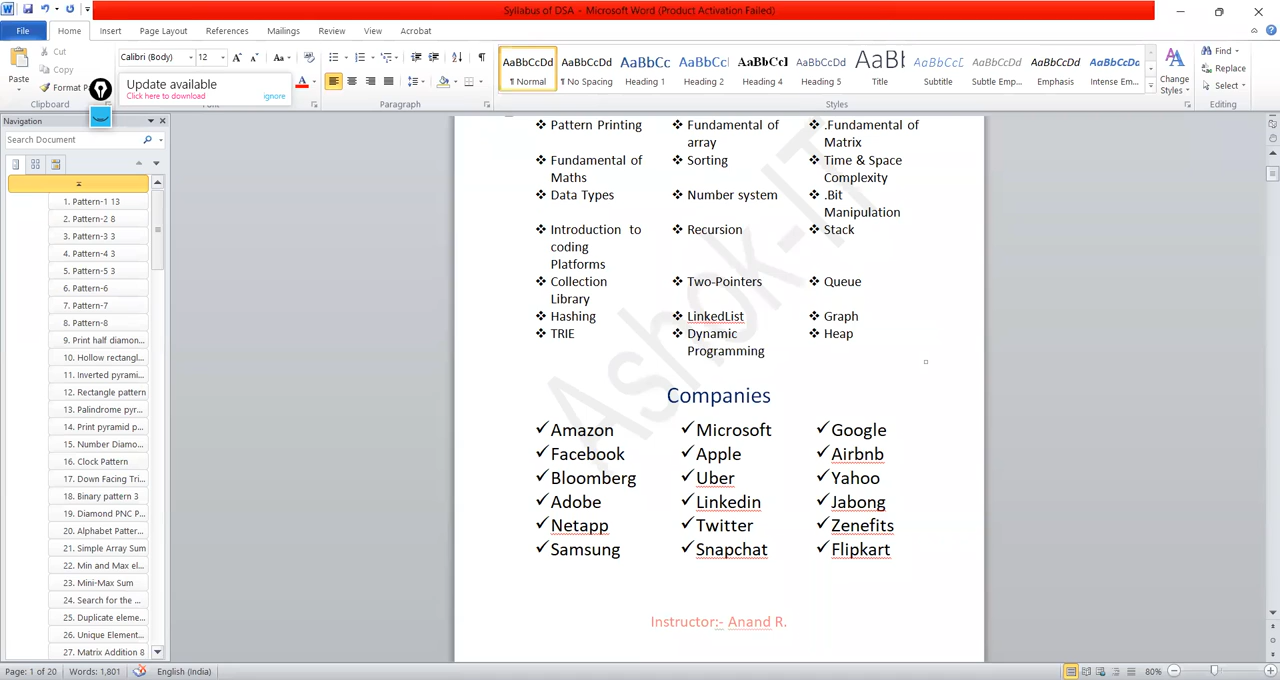 Syllabus of DSA - Microsoft Word (Product Activation Failed)
File Home Insert Page Layout References Mailings Review View Acrobat
Paste
Cut
Copy
Format P
Clipboard
Calibri (Body) 12
Update available
Click here to download ignore
Paragraph
AaBbCcDd AaBbCcDd AaBbCc AaBbCc AaBbCc AaBbCcDd AaBb AaBbCcL AaBbCcDd AaBbCcDd AaBbCcDc
¶ Normal ¶ No Spacing Heading 1 Heading 2 Heading 4 Heading 5 Title Subtitle Subtle Emp... Emphasis Intense Em...
Styles
Change Styles
Find
Replace
Select
Editing
Navigation
Search Document
1. Pattern-1 13
2. Pattern-2 8
3. Pattern-3 3
4. Pattern-4 3
5. Pattern-5 3
6. Pattern-6
7. Pattern-7
8. Pattern-8
9. Print half diamon...
10. Hollow rectangl...
11. Inverted pyrami...
12. Rectangle pattern
13. Palindrome pyr...
14. Print pyramid p...
15. Number Diamo...
16. Clock Pattern
17. Down Facing Tri...
18. Binary pattern 3
19. Diamond PNC P...
20. Alphabet Patter...
21. Simple Array Sum
22. Min and Max el...
23. Mini-Max Sum
24. Search for the ...
25. Duplicate eleme...
26. Unique Element...
27. Matrix Addition 8
❖ Pattern Printing ❖ Fundamental of array ❖ .Fundamental of Matrix
❖ Fundamental of Maths ❖ Sorting ❖ Time & Space Complexity
❖ Data Types ❖ Number system ❖ .Bit Manipulation
❖ Introduction to coding Platforms ❖ Recursion ❖ Stack
❖ Collection Library ❖ Two-Pointers ❖ Queue
❖ Hashing ❖ LinkedList ❖ Graph
❖ TRIE ❖ Dynamic Programming ❖ Heap
Ashok-IT
Companies
✓Amazon ✓Microsoft ✓Google
✓Facebook ✓Apple ✓Airbnb
✓Bloomberg ✓Uber ✓Yahoo
✓Adobe ✓Linkedin ✓Jabong
✓Netapp ✓Twitter ✓Zenefits
✓Samsung ✓Snapchat ✓Flipkart
Instructor:- Anand R.
Page: 1 of 20 Words: 1,801 English (India) 80%